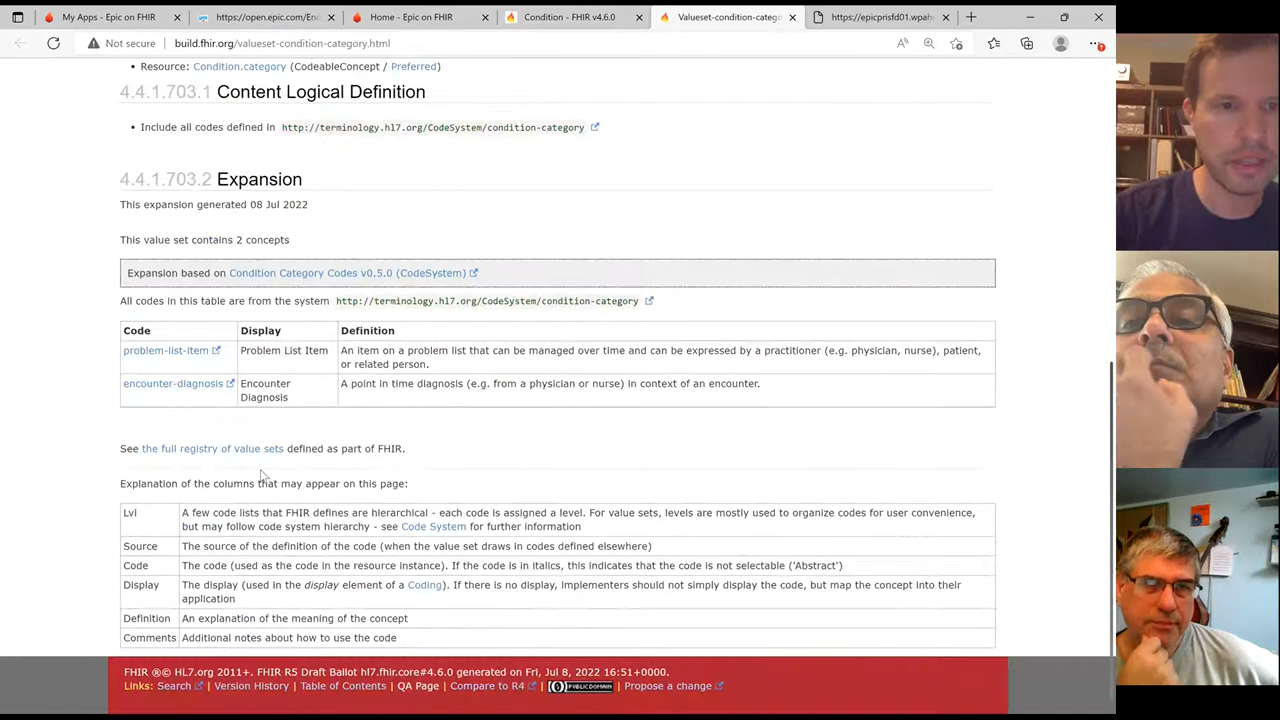 My Apps - Epic on FHIR
https://open.epic.com/En
Home - Epic on FHIR
Condition - FHIR v4.6.0
Valueset-condition-catego
https://epicprisfd01.wpah
Not secure
build.fhir.org/valueset-condition-category.html
• Resource: Condition.category (CodeableConcept / Preferred)
4.4.1.703.1 Content Logical Definition
• Include all codes defined in http://terminology.hl7.org/CodeSystem/condition-category
4.4.1.703.2 Expansion
This expansion generated 08 Jul 2022
This value set contains 2 concepts
Expansion based on Condition Category Codes v0.5.0 (CodeSystem)
All codes in this table are from the system http://terminology.hl7.org/CodeSystem/condition-category
Code Display Definition
problem-list-item Problem List Item An item on a problem list that can be managed over time and can be expressed by a practitioner (e.g. physician, nurse), patient,
or related person.
encounter-diagnosis Encounter A point in time diagnosis (e.g. from a physician or nurse) in context of an encounter.
Diagnosis
See the full registry of value sets defined as part of FHIR.
Explanation of the columns that may appear on this page:
Lvl A few code lists that FHIR defines are hierarchical - each code is assigned a level. For value sets, levels are mostly used to organize codes for user convenience,
but may follow code system hierarchy - see Code System for further information
Source The source of the definition of the code (when the value set draws in codes defined elsewhere)
Code The code (used as the code in the resource instance). If the code is in italics, this indicates that the code is not selectable ('Abstract')
Display The display (used in the display element of a Coding). If there is no display, implementers should not simply display the code, but map the concept into their
application
Definition An explanation of the meaning of the concept
Comments Additional notes about how to use the code
FHIR ®© HL7.org 2011+. FHIR R5 Draft Ballot hl7.fhir.core#4.6.0 generated on Fri, Jul 8, 2022 16:51+0000.
Links: Search | Version History | Table of Contents | QA Page | Compare to R4 | PUBLIC DOMAIN | Propose a change